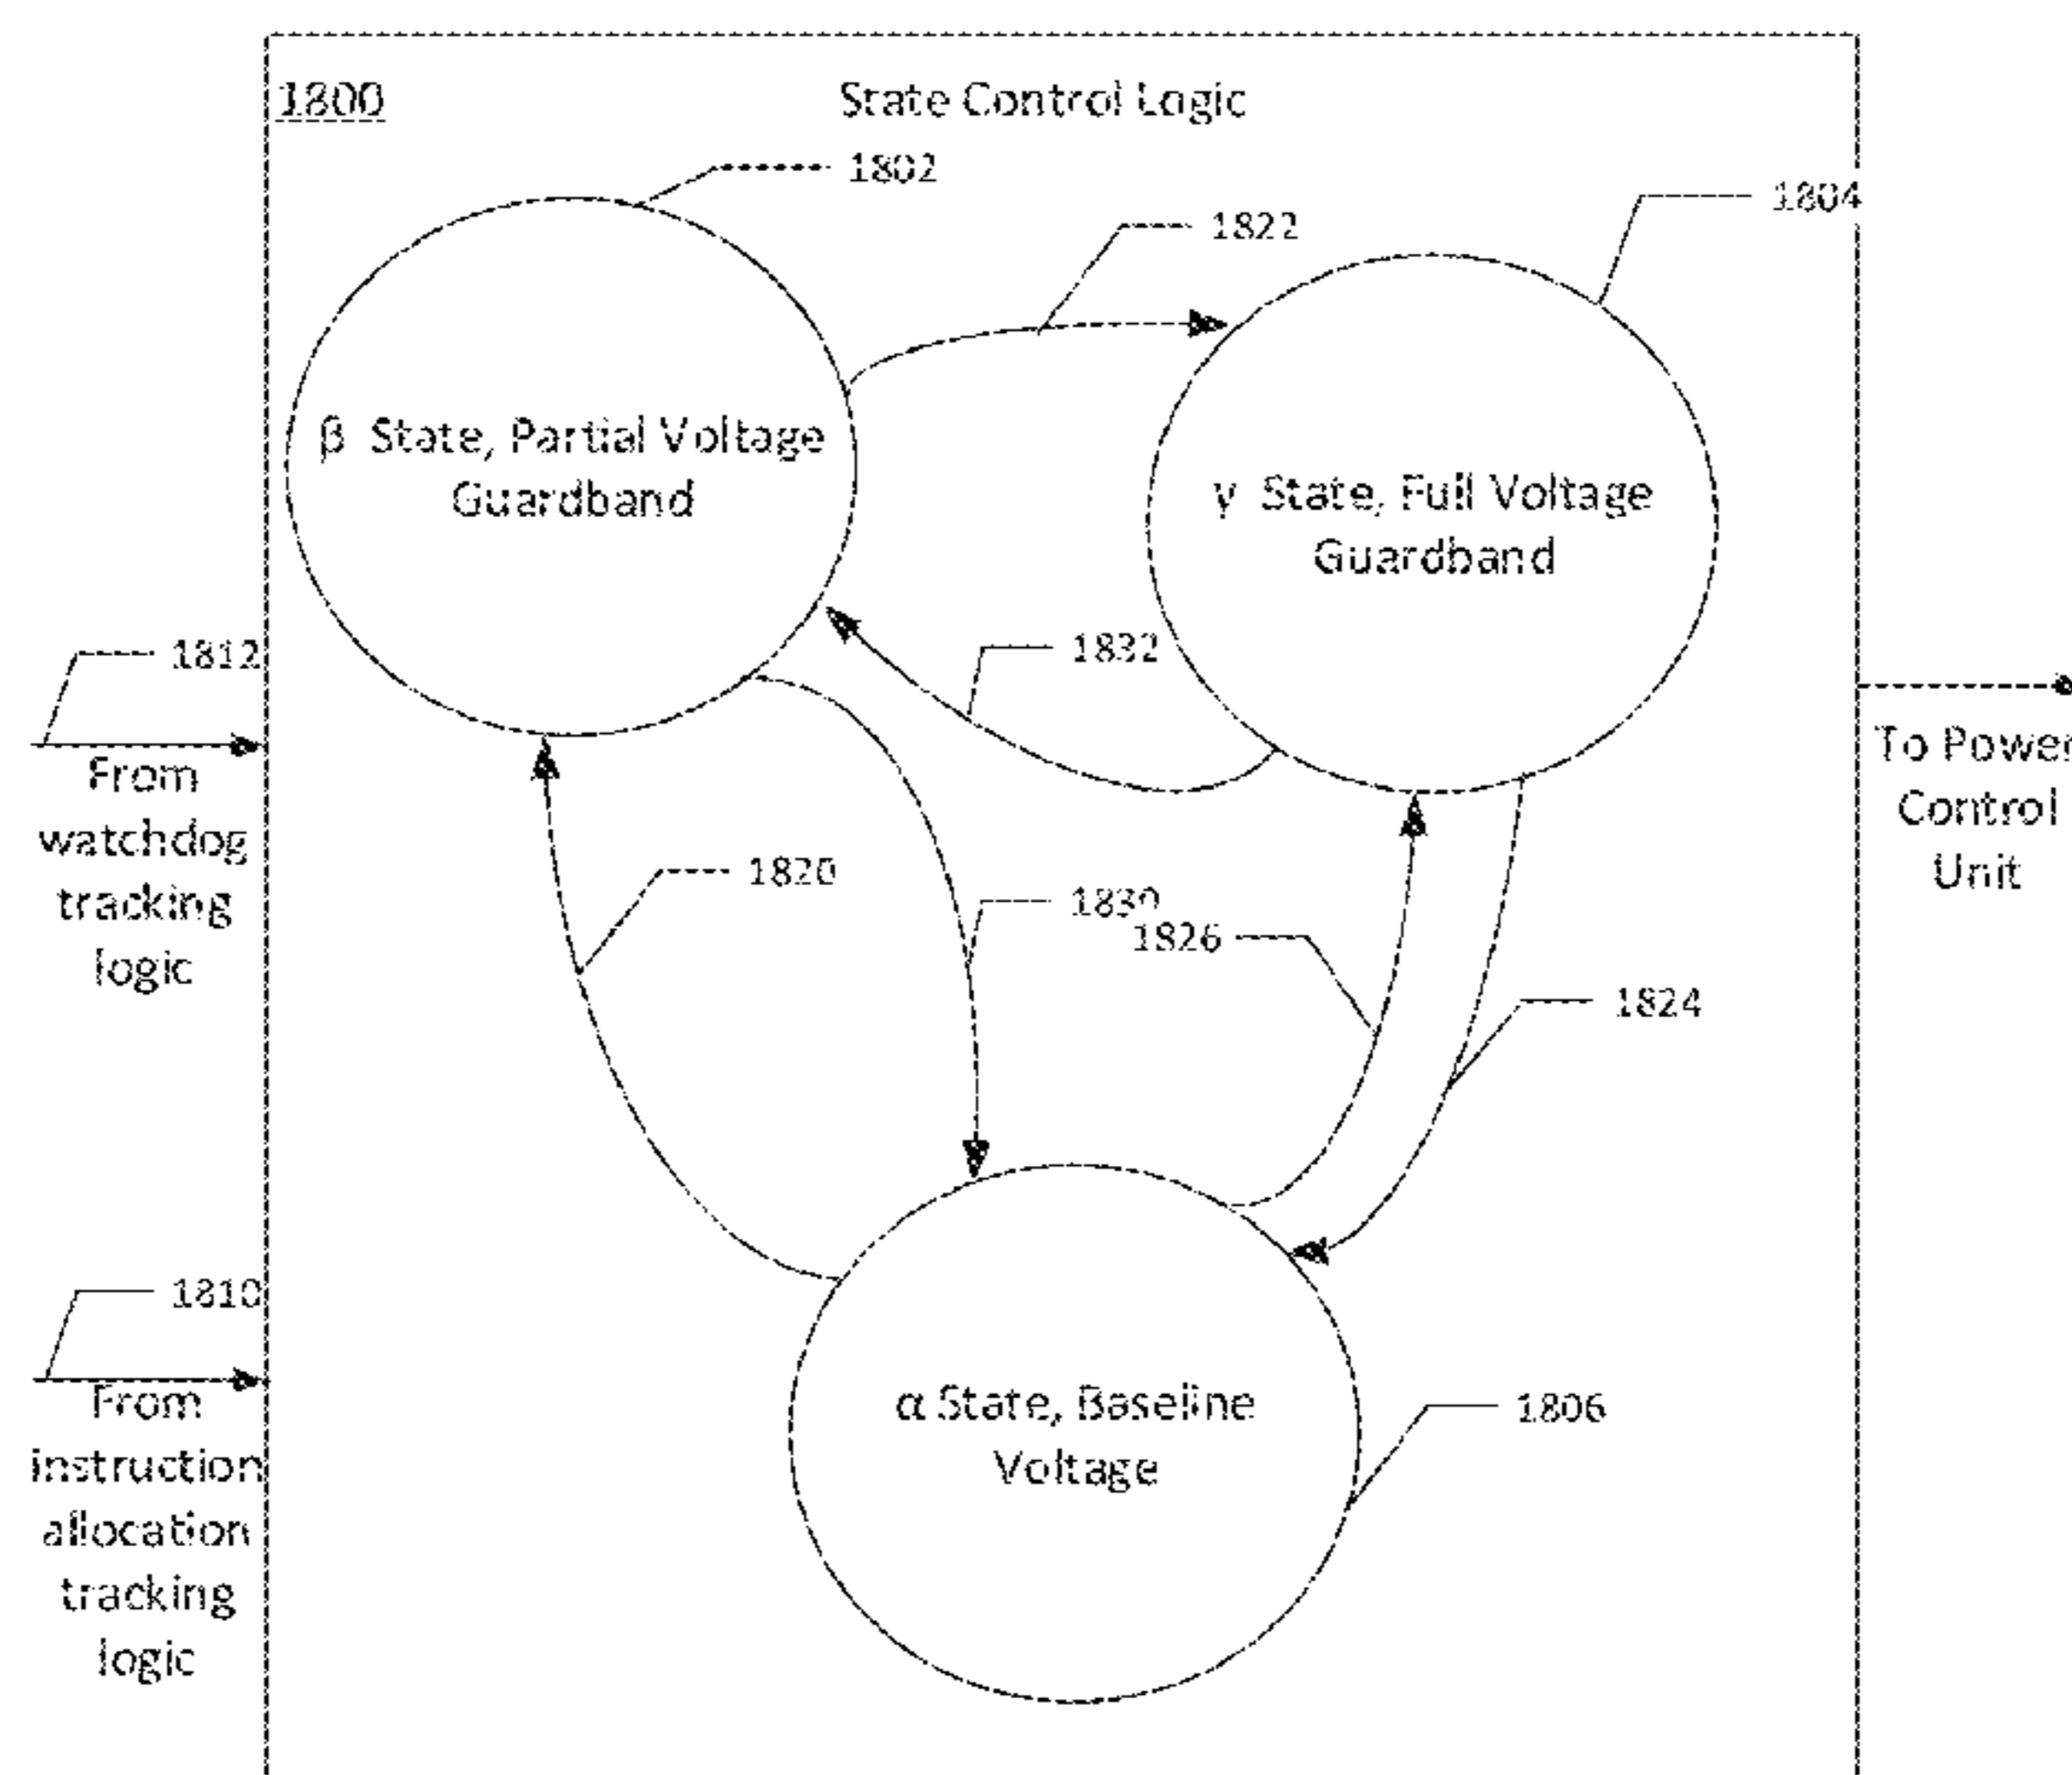 1800
State Control Logic
1802
1804
1822
β State, Partial Voltage
Guardband
γ State, Full Voltage
Guardband
1812
1832
From
watchdog
tracking
logic
To Power
Control
Unit
1820
1830
1826
1824
1810
From
instruction
allocation
tracking
logic
α State, Baseline
Voltage
1806